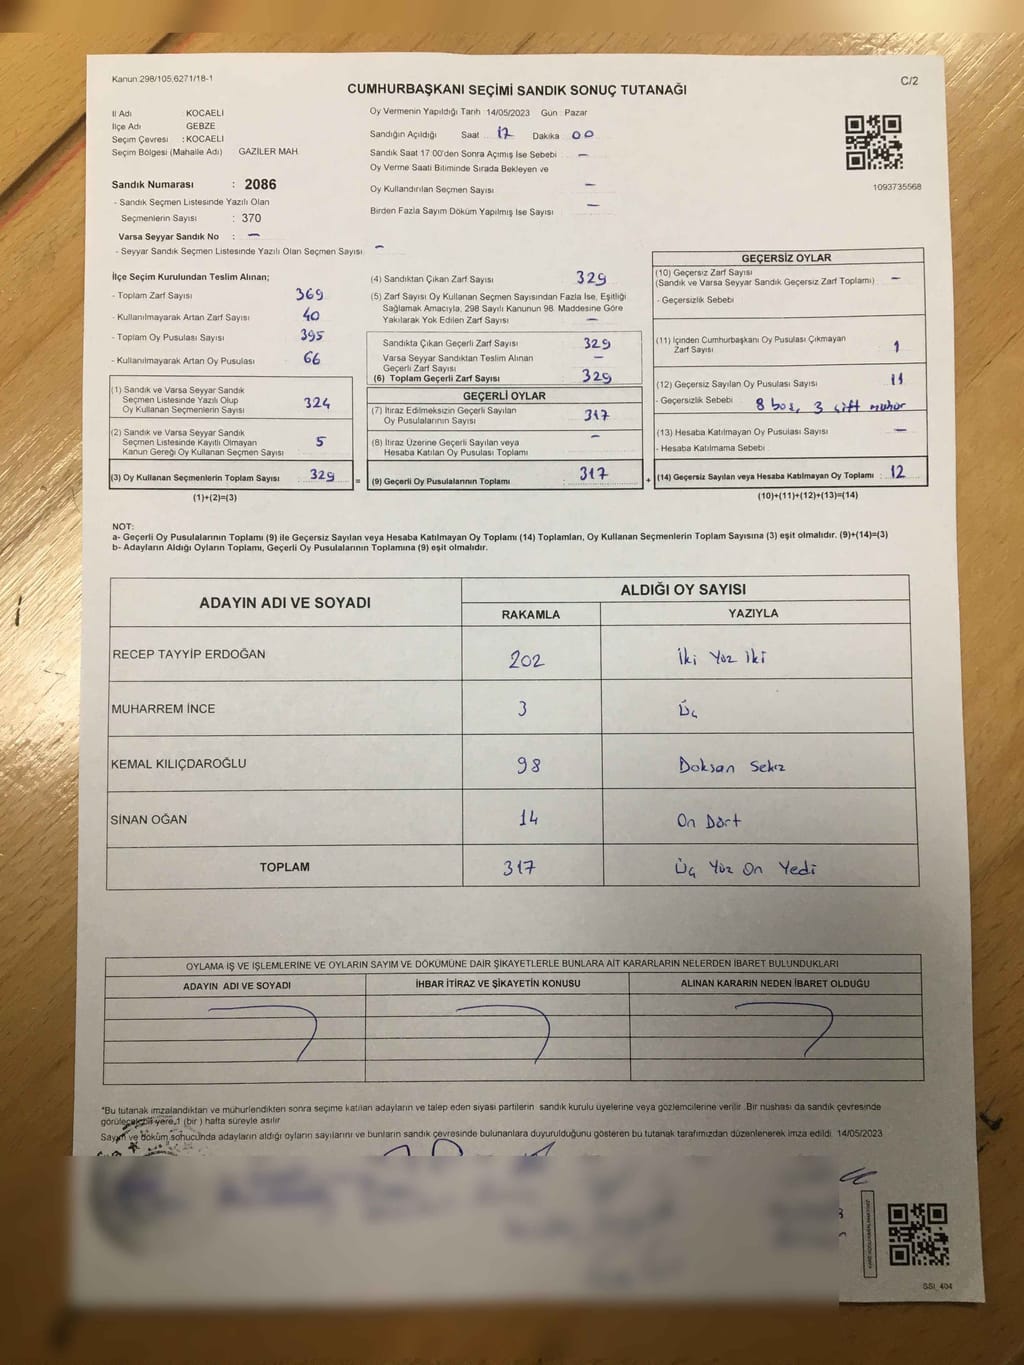 Kanun:298/105,6271/18-1
CUMHURBAŞKANI SEÇİMİ SANDIK SONUÇ TUTANAĞI
C/2
İl Adı KOCAELİ
İlçe Adı GEBZE
Seçim Çevresi : KOCAELİ
Seçim Bölgesi (Mahalle Adı) GAZİLER MAH.
Sandık Numarası : 2086
- Sandık Seçmen Listesinde Yazılı Olan
Seçmenlerin Sayısı : 370
Varsa Seyyar Sandık No : —
- Seyyar Sandık Seçmen Listesinde Yazılı Olan Seçmen Sayısı —
Oy Vermenin Yapıldığı Tarih :14/05/2023 Gün : Pazar
Sandığın Açıldığı Saat 17 Dakika 00
Sandık Saat 17:00'den Sonra Açımış İse Sebebi —
Oy Verme Saati Bitiminde Sırada Bekleyen ve
Oy Kullandırılan Seçmen Sayısı —
Birden Fazla Sayım Döküm Yapılmış İse Sayısı —
1093735568
İlçe Seçim Kurulundan Teslim Alınan;
- Toplam Zarf Sayısı 369
- Kullanılmayarak Artan Zarf Sayısı 40
- Toplam Oy Pusulası Sayısı 395
- Kullanılmayarak Artan Oy Pusulası 66
(1) Sandık ve Varsa Seyyar Sandık
Seçmen Listesinde Yazılı Olup
Oy Kullanan Seçmenlerin Sayısı 324
(2) Sandık ve Varsa Seyyar Sandık
Seçmen Listesinde Kayıtlı Olmayan
Kanun Gereği Oy Kullanan Seçmen Sayısı 5
(3) Oy Kullanan Seçmenlerin Toplam Sayısı : 329
(1)+(2)=(3)
(4) Sandıktan Çıkan Zarf Sayısı 329
(5) Zarf Sayısı Oy Kullanan Seçmen Sayısından Fazla İse, Eşitliği
Sağlamak Amacıyla, 298 Sayılı Kanunun 98. Maddesine Göre
Yakılarak Yok Edilen Zarf Sayısı —
Sandıkta Çıkan Geçerli Zarf Sayısı 329
Varsa Seyyar Sandıktan Teslim Alınan
Geçerli Zarf Sayısı —
(6) Toplam Geçerli Zarf Sayısı 329
GEÇERLİ OYLAR
(7) İtiraz Edilmeksizin Geçerli Sayılan
Oy Pusulalarının Sayısı 317
(8) İtiraz Üzerine Geçerli Sayılan veya
Hesaba Katılan Oy Pusulası Toplamı —
= (9) Geçerli Oy Pusulalarının Toplamı : 317 +
GEÇERSİZ OYLAR
(10) Geçersiz Zarf Sayısı
(Sandık ve Varsa Seyyar Sandık Geçersiz Zarf Toplamı) —
- Geçersizlik Sebebi
(11) İçinden Cumhurbaşkanı Oy Pusulası Çıkmayan
Zarf Sayısı 1
(12) Geçersiz Sayılan Oy Pusulası Sayısı 11
- Geçersizlik Sebebi 8 boş, 3 çift mühür
(13) Hesaba Katılmayan Oy Pusulası Sayısı —
- Hesaba Katılmama Sebebi
(14) Geçersiz Sayılan veya Hesaba Katılmayan Oy Toplamı : 12
(10)+(11)+(12)+(13)=(14)
NOT:
a- Geçerli Oy Pusulalarının Toplamı (9) ile Geçersiz Sayılan veya Hesaba Katılmayan Oy Toplamı (14) Toplamları, Oy Kullanan Seçmenlerin Toplam Sayısına (3) eşit olmalıdır. (9)+(14)=(3)
b- Adayların Aldığı Oyların Toplamı, Geçerli Oy Pusulalarının Toplamına (9) eşit olmalıdır.
ADAYIN ADI VE SOYADI ALDIĞI OY SAYISI
RAKAMLA YAZIYLA
RECEP TAYYİP ERDOĞAN 202 İki Yüz İki
MUHARREM İNCE 3 Üç
KEMAL KILIÇDAROĞLU 98 Doksan Sekiz
SİNAN OĞAN 14 On Dört
TOPLAM 317 Üç Yüz On Yedi
OYLAMA İŞ VE İŞLEMLERİNE VE OYLARIN SAYIM VE DÖKÜMÜNE DAİR ŞİKAYETLERLE BUNLARA AİT KARARLARIN NELERDEN İBARET BULUNDUKLARI
ADAYIN ADI VE SOYADI İHBAR İTİRAZ VE ŞİKAYETİN KONUSU ALINAN KARARIN NEDEN İBARET OLDUĞU
*Bu tutanak imzalandıktan ve mühürlendikten sonra seçime katılan adayların ve talep eden siyasi partilerin sandık kurulu üyelerine veya gözlemcilerine verilir. Bir nüshası da sandık çevresinde
görülecek bir yere 1 (bir) hafta süreyle asılır
Sayım ve döküm sonucunda adayların aldığı oyların sayılarını ve bunların sandık çevresinde bulunanlara duyurulduğunu gösteren bu tutanak tarafımızdan düzenlenerek imza edildi. 14/05/2023
SSI_404